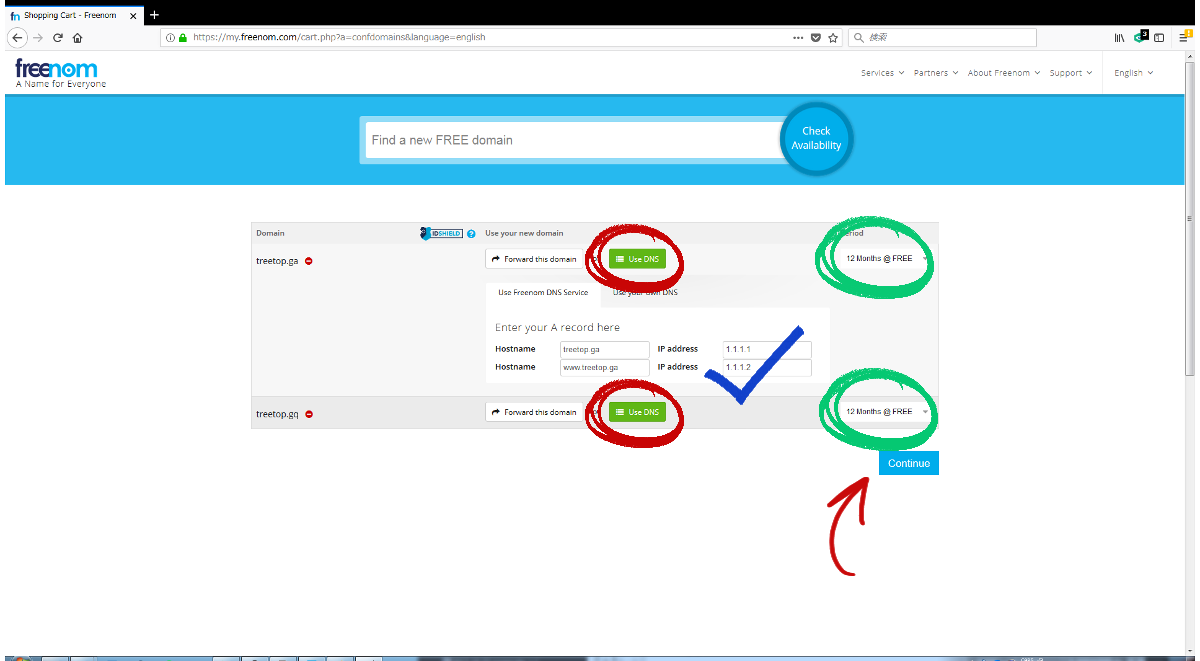 Shopping Cart - Freenom
https://my.freenom.com/cart.php?a=confdomains&language=english
検索
3
freenom
A Name for Everyone
Services Partners About Freenom Support English
Find a new FREE domain
Check
Availability
Domain IDSHIELD ? Use your new domain
treetop.ga Forward this domain Use DNS 12 Months @ FREE
Use Freenom DNS Service Use your own DNS
Enter your A record here
Hostname treetop.ga IP address 1.1.1.1
Hostname www.treetop.ga IP address 1.1.1.2
treetop.gq Forward this domain Use DNS 12 Months @ FREE
Continue